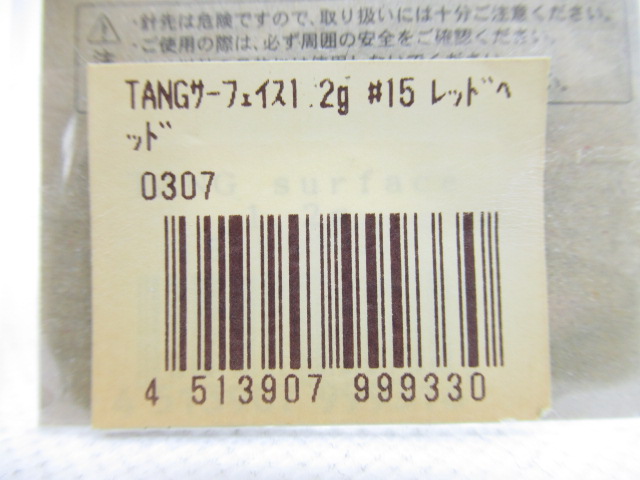 ・針先は危険ですので、取り扱いには十分ご注意ください。
・ご使用の際は、必ず周囲の安全をご確認ください。
注
TANGサーフェイス1.2g #15 レッドヘ
ッド
0307
G surface
4 513907 999330